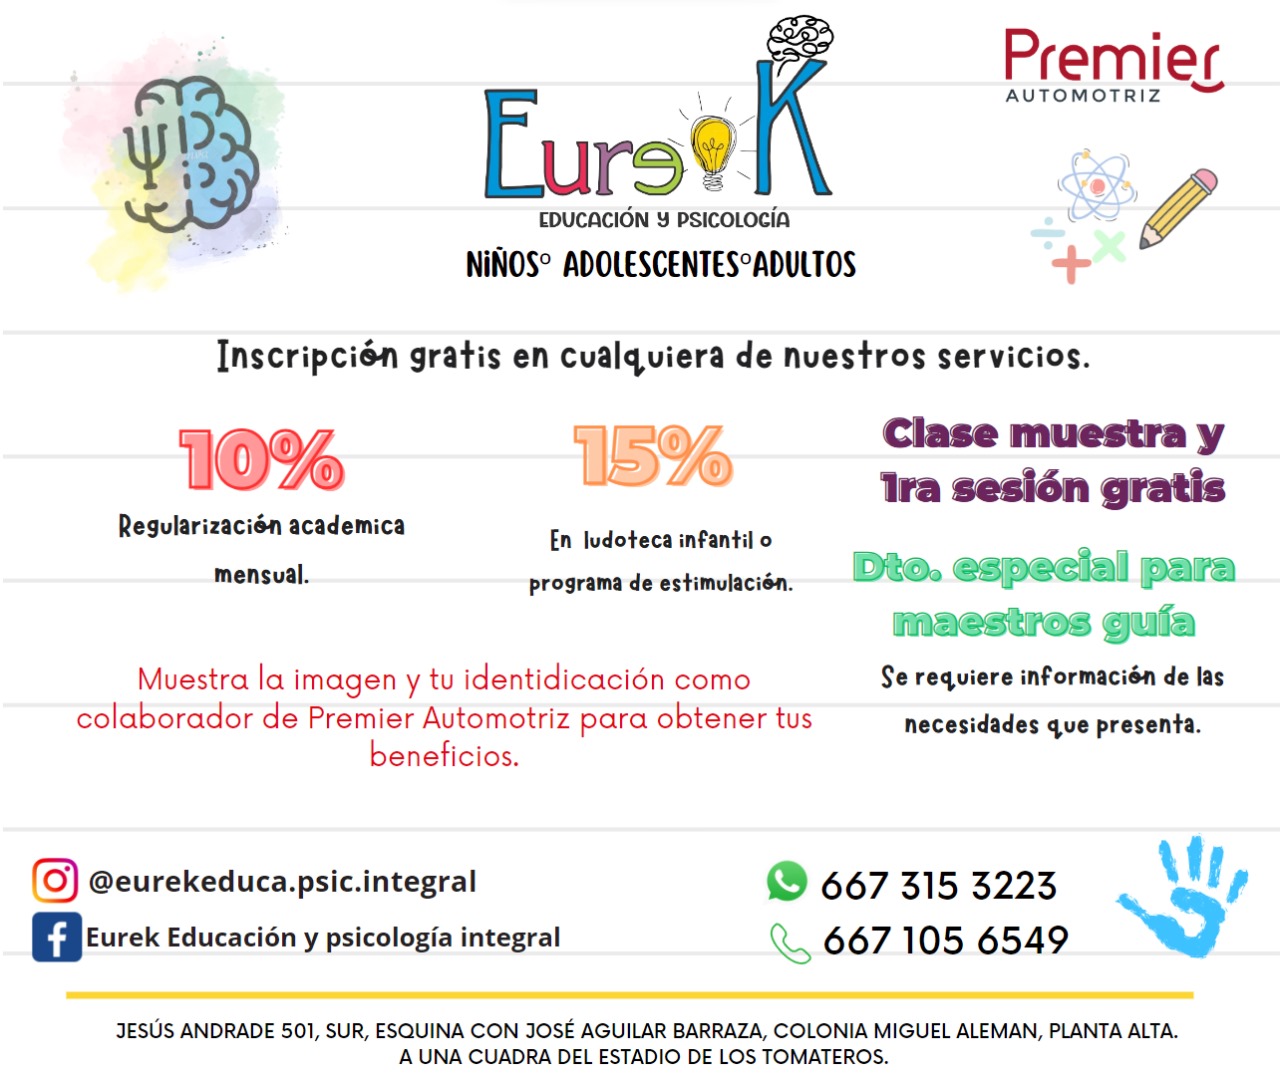 EurEK
EDUCACIÓN Y PSICOLOGÍA
NIÑOS° ADOLESCENTES°ADULTOS
Premier
AUTOMOTRIZ
Inscripción gratis en cualquiera de nuestros servicios.
10%
Regularización academica
mensual.
15%
En ludoteca infantil o
programa de estimulación.
Clase muestra y
1ra sesión gratis
Dto. especial para
maestros guía
Se requiere información de las
necesidades que presenta.
Muestra la imagen y tu identidicación como
colaborador de Premier Automotriz para obtener tus
beneficios.
@eurekeduca.psic.integral
Eurek Educación y psicología integral
667 315 3223
667 105 6549
JESÚS ANDRADE 501, SUR, ESQUINA CON JOSÉ AGUILAR BARRAZA, COLONIA MIGUEL ALEMAN, PLANTA ALTA.
A UNA CUADRA DEL ESTADIO DE LOS TOMATEROS.